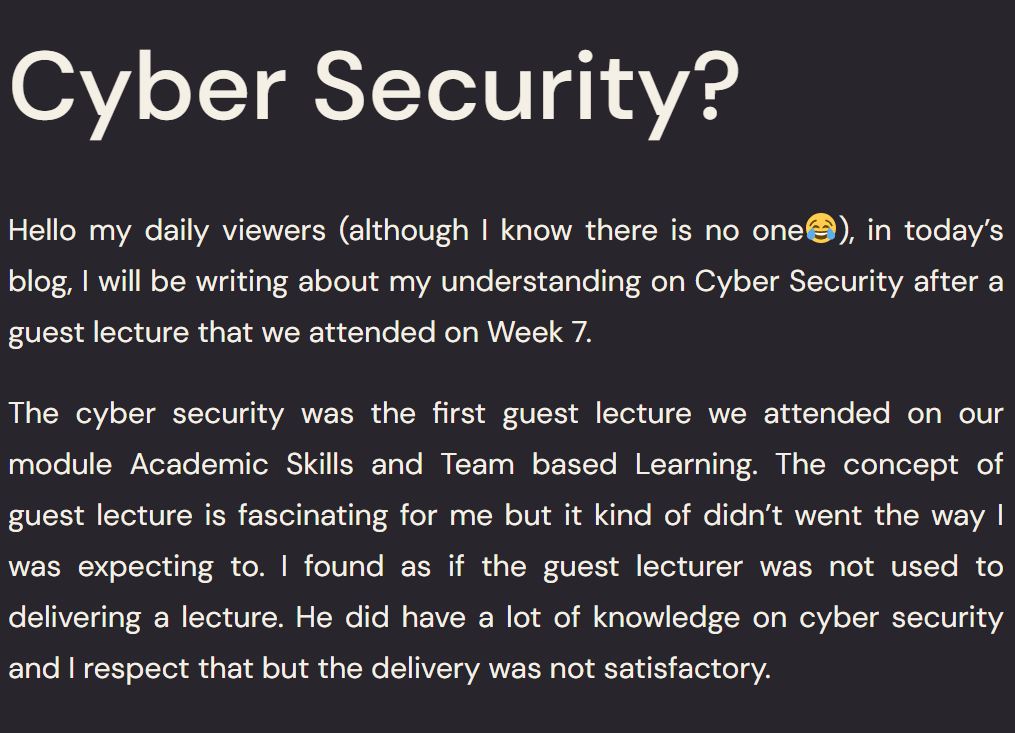 Cyber Security?
Hello my daily viewers (although I know there is no one😂), in today’s
blog, I will be writing about my understanding on Cyber Security after a
guest lecture that we attended on Week 7.
The cyber security was the first guest lecture we attended on our
module Academic Skills and Team based Learning. The concept of
guest lecture is fascinating for me but it kind of didn’t went the way I
was expecting to. I found as if the guest lecturer was not used to
delivering a lecture. He did have a lot of knowledge on cyber security
and I respect that but the delivery was not satisfactory.